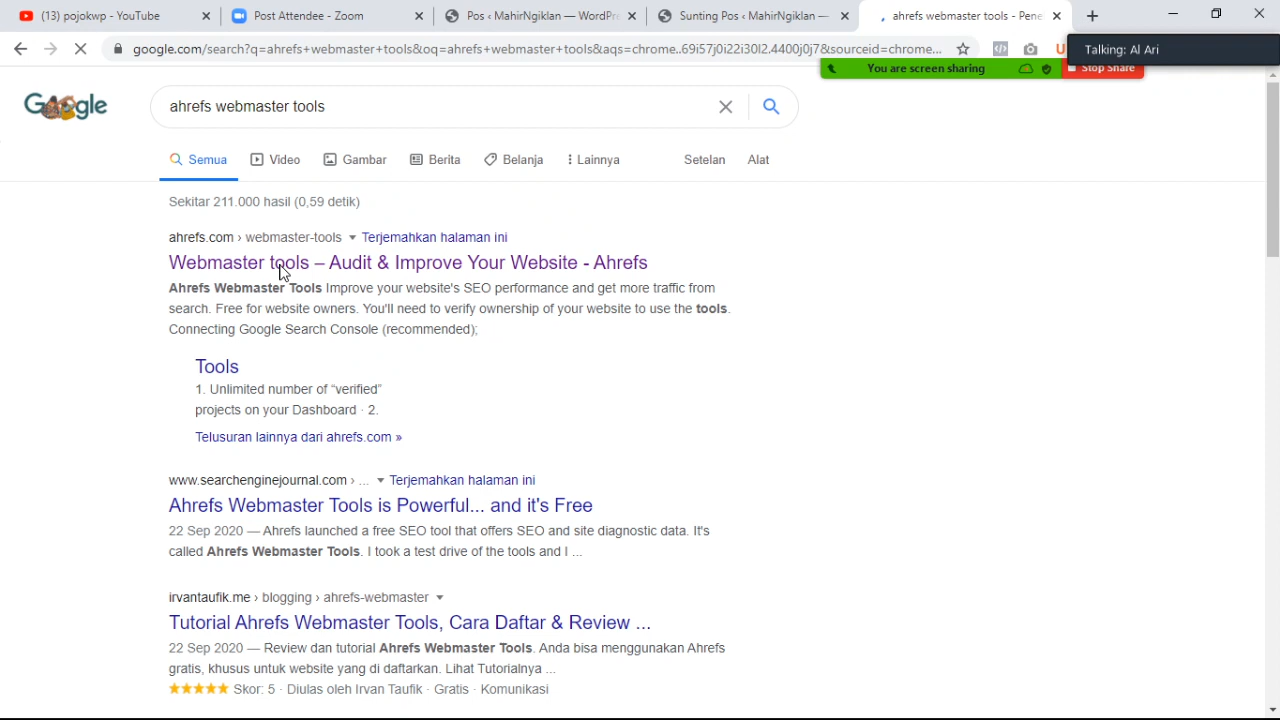 (13) pojokwp - YouTube
Post Attendee - Zoom
Pos ‹ MahirNgiklan — WordPre
Sunting Pos ‹ MahirNgiklan —
ahrefs webmaster tools - Pene
google.com/search?q=ahrefs+webmaster+tools&oq=ahrefs+webmaster+tools&aqs=chrome..69i57j0i22i30l2.4400j0j7&sourceid=chrome...
Talking: Al Ari
You are screen sharing
Stop Share
Google
ahrefs webmaster tools
Semua
Video
Gambar
Berita
Belanja
Lainnya
Setelan
Alat
Sekitar 211.000 hasil (0,59 detik)
ahrefs.com › webmaster-tools ▾ Terjemahkan halaman ini
Webmaster tools – Audit & Improve Your Website - Ahrefs
Ahrefs Webmaster Tools Improve your website's SEO performance and get more traffic from
search. Free for website owners. You'll need to verify ownership of your website to use the tools.
Connecting Google Search Console (recommended);
Tools
1. Unlimited number of “verified”
projects on your Dashboard · 2.
Telusuran lainnya dari ahrefs.com »
www.searchenginejournal.com › ... ▾ Terjemahkan halaman ini
Ahrefs Webmaster Tools is Powerful... and it's Free
22 Sep 2020 — Ahrefs launched a free SEO tool that offers SEO and site diagnostic data. It's
called Ahrefs Webmaster Tools. I took a test drive of the tools and I ...
irvantaufik.me › blogging › ahrefs-webmaster ▾
Tutorial Ahrefs Webmaster Tools, Cara Daftar & Review ...
22 Sep 2020 — Review dan tutorial Ahrefs Webmaster Tools. Anda bisa menggunakan Ahrefs
gratis, khusus untuk website yang di daftarkan. Lihat Tutorialnya ...
★★★★★ Skor: 5 · Diulas oleh Irvan Taufik · Gratis · Komunikasi